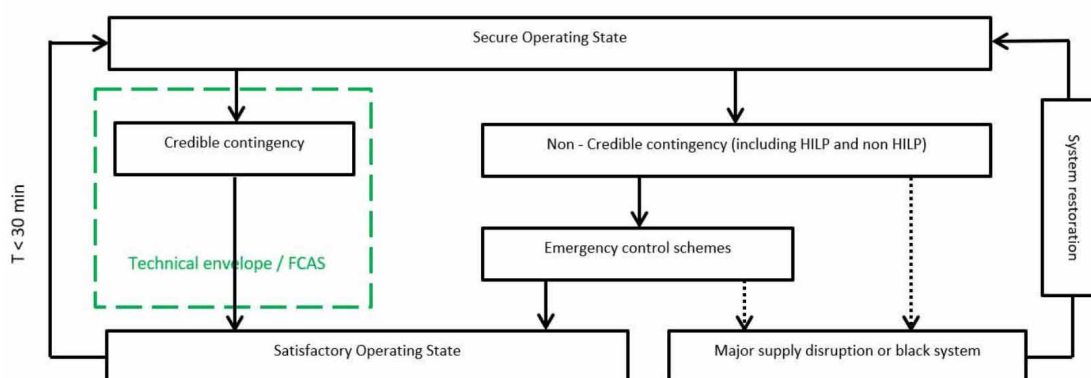 Secure Operating State
Credible contingency
Non - Credible contingency (including HILP and non HILP)
T < 30 min
System restoration
Emergency control schemes
Technical envelope / FCAS
Satisfactory Operating State
Major supply disruption or black system